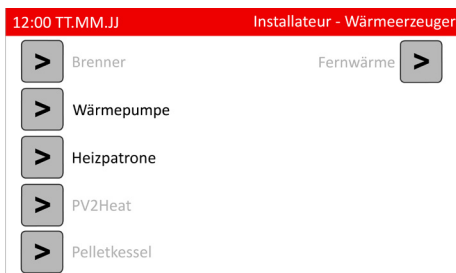 12:00 TT.MM.JJ Installateur - Wärmeerzeuger
> Brenner Fernwärme >
> Wärmepumpe
> Heizpatrone
> PV2Heat
> Pelletkessel